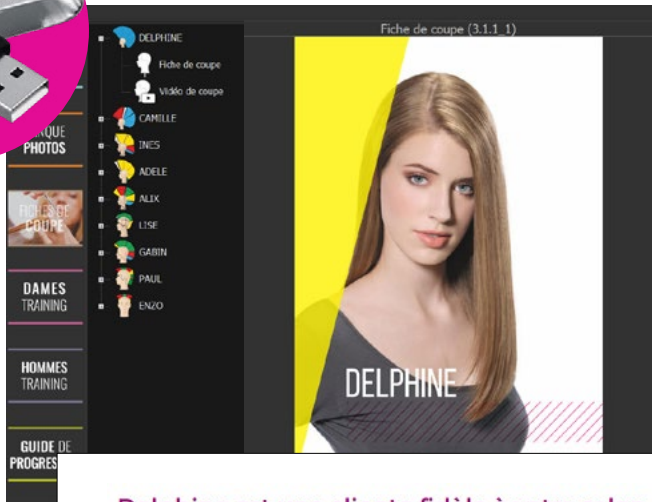 Fiche de coupe (3.1.1_1)
DELPHINE
Fiche de coupe
Vidéo de coupe
CAMILLE
INES
ADELE
ALIX
LISE
GABIN
PAUL
ENZO
PHOTOS
FICHES DE
COUPE
DAMES
TRAINING
HOMMES
TRAINING
GUIDE DE
DELPHINE